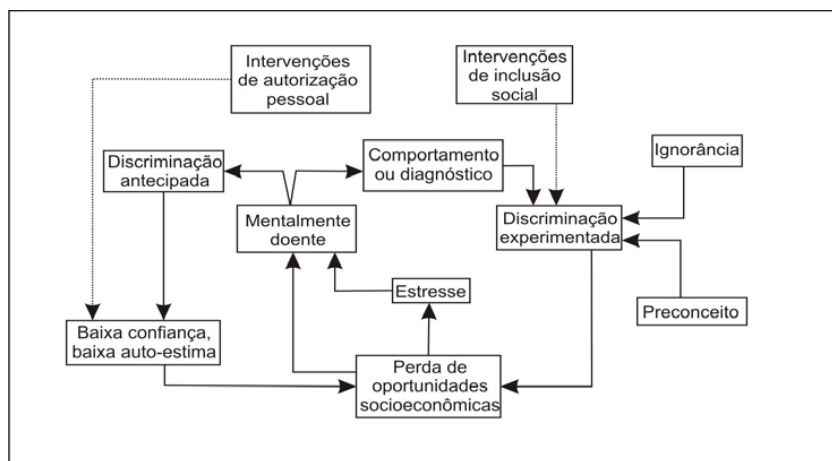 Intervenções
de autorização
pessoal
Intervenções
de inclusão
social
Discriminação
antecipada
Comportamento
ou diagnóstico
Ignorância
Mentalmente
doente
Discriminação
experimentada
Estresse
Preconceito
Baixa confiança,
baixa auto-estima
Perda de
oportunidades
socioeconômicas